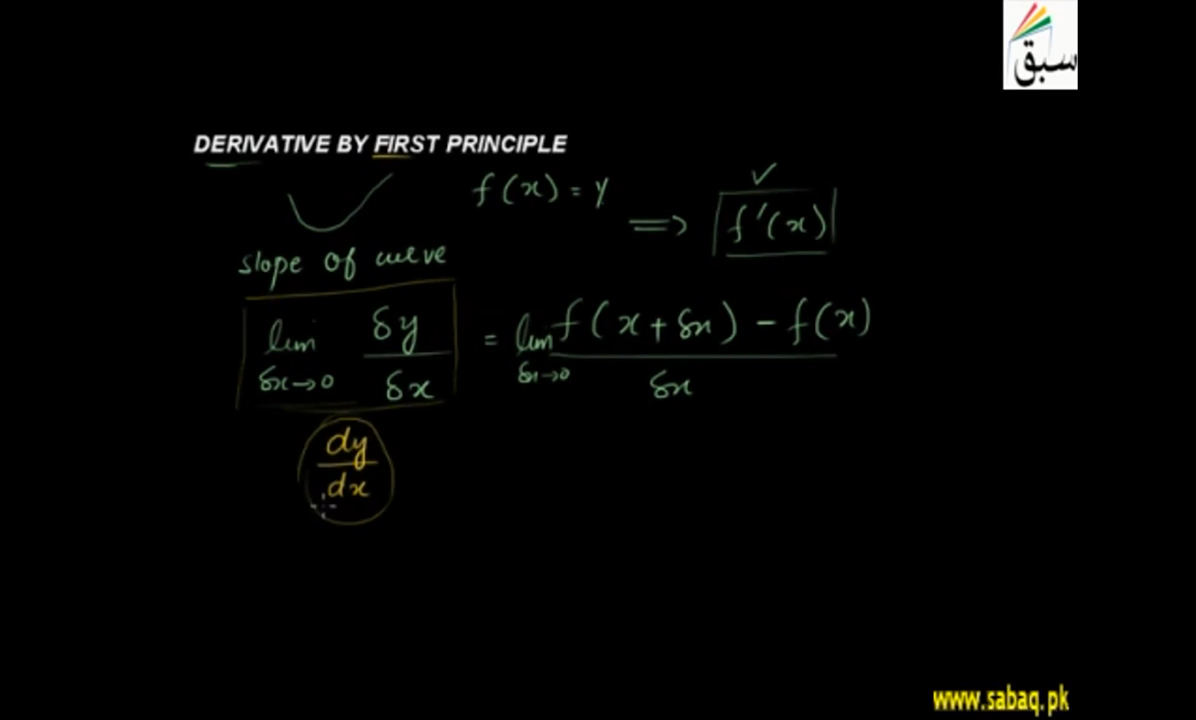 سبق
DERIVATIVE BY FIRST PRINCIPLE
f(x) = y ⟹ f'(x) ✓
slope of curve
lim δx→0 δy/δx = lim δx→0 f(x + δx) - f(x) / δx
dy/dx
www.sabaq.pk